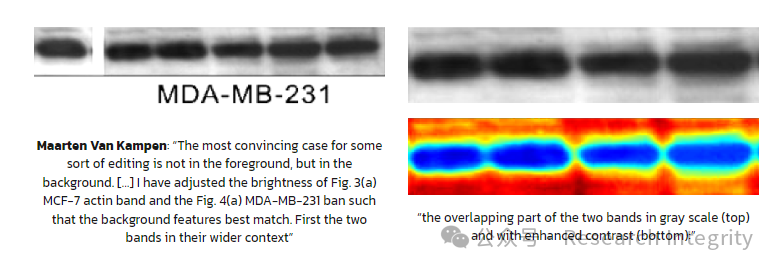 MDA-MB-231
Maarten Van Kampen: “The most convincing case for some
sort of editing is not in the foreground, but in the
background. [...] I have adjusted the brightness of Fig. 3(a)
MCF-7 actin band and the Fig. 4(a) MDA-MB-231 ban such
that the background features best match. First the two
bands in their wider context”
“the overlapping part of the two bands in gray scale (top)
and with enhanced contrast (bottom):”
公众号 · Research Integrity